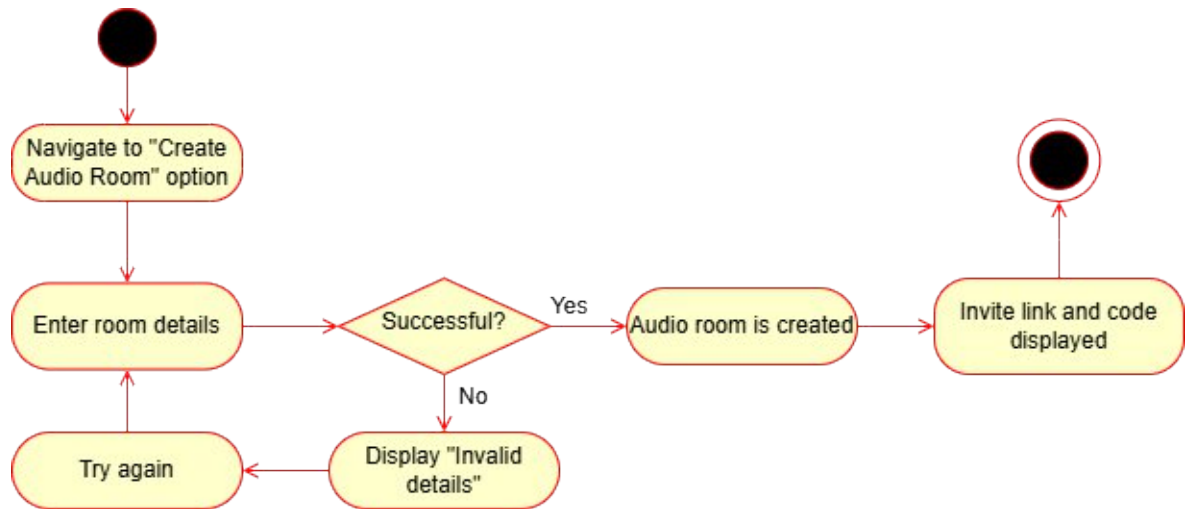 Navigate to "Create
Audio Room" option
Enter room details
Successful?
Yes
Audio room is created
Invite link and code
displayed
No
Display "Invalid
details"
Try again